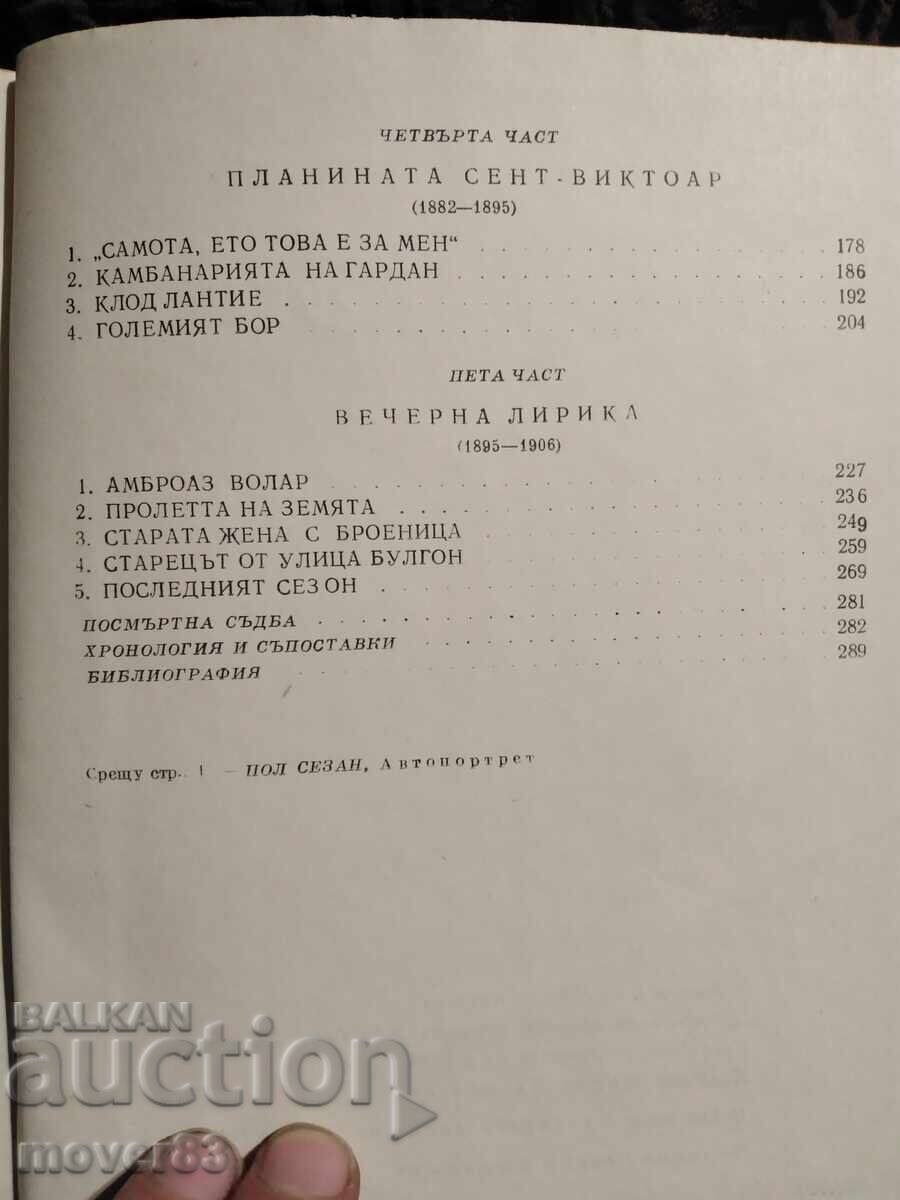 ЧЕТВЪРТА ЧАСТ
ПЛАНИНАТА СЕНТ-ВИКТОАР
(1882—1895)
1. „САМОТА, ЕТО ТОВА Е ЗА МЕН“ 178
2. КАМБАНАРИЯТА НА ГАРДАН 186
3. КЛОД ЛАНТИЕ 192
4. ГОЛЕМИЯТ БОР 204
ПЕТА ЧАСТ
ВЕЧЕРНА ЛИРИКА
(1895—1906)
1. АМБРОАЗ ВОЛАР 227
2. ПРОЛЕТТА НА ЗЕМЯТА 236
3. СТАРАТА ЖЕНА С БРОЕНИЦА 249
4. СТАРЕЦЪТ ОТ УЛИЦА БУЛГОН 259
5. ПОСЛЕДНИЯТ СЕЗОН 269
ПОСМЪРТНА СЪДБА 281
ХРОНОЛОГИЯ И СЪПОСТАВКИ 282
БИБЛИОГРАФИЯ 289
Срещу стр. 1 — ПОЛ СЕЗАН, Автопортрет
BALKAN
auction
mover83